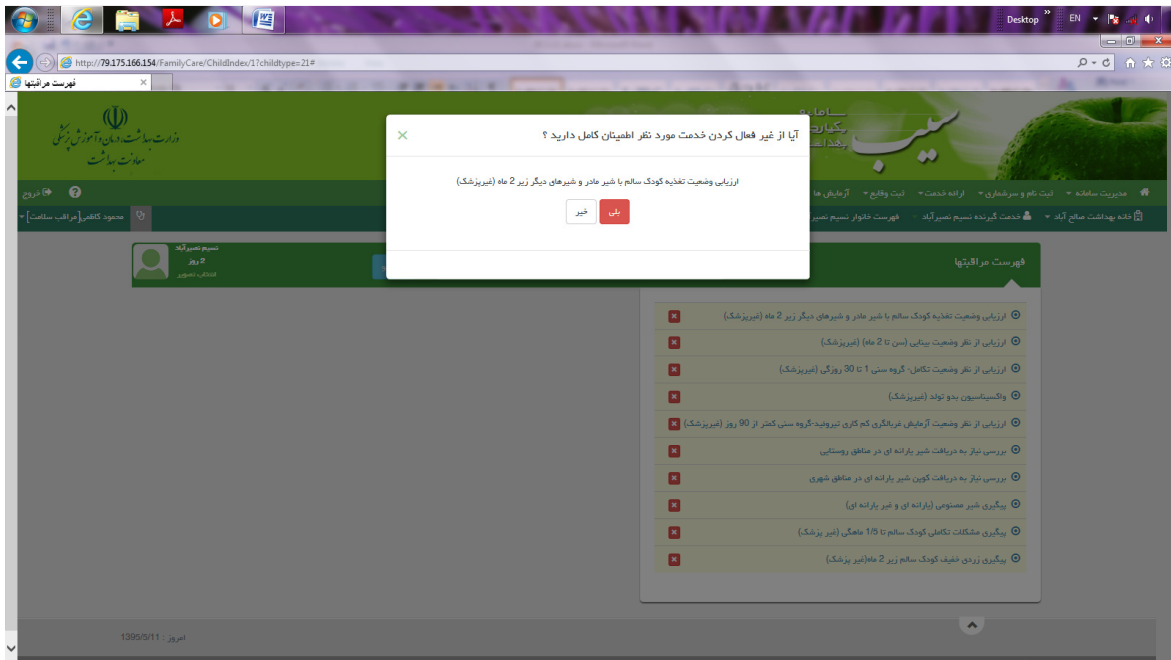 Desktop
EN
http://79.175.166.154/FamilyCare/ChildIndex/1?childtype=21#
فهرست مراقبتها
وزارت بهداشت، درمان و آموزش پزشکی
معاونت بهداشت
سیب
آیا از غیر فعال کردن خدمت مورد نظر اطمینان کامل دارید ؟
ارزیابی وضعیت تغذیه کودک سالم با شیر مادر و شیرهای دیگر زیر 2 ماه (غیرپزشک)
بلی
خیر
مدیریت سامانه
ثبت نام و سرشماری
ارائه خدمت
ثبت وقایع
آزمایش ها
خروج
خانه بهداشت صالح آباد
خدمت گیرنده نسیم نصیرآباد
فهرست خانوار نسیم نصیر
محمود کاظمی[مراقب سلامت]
فهرست مراقبتها
نسیم نصیرآباد
2 روز
انتخاب تصویر
ارزیابی وضعیت تغذیه کودک سالم با شیر مادر و شیرهای دیگر زیر 2 ماه (غیرپزشک)
ارزیابی از نظر وضعیت بینایی (سن تا 2 ماه) (غیرپزشک)
ارزیابی از نظر وضعیت تکامل- گروه سنی 1 تا 30 روزگی (غیرپزشک)
واکسیناسیون بدو تولد (غیرپزشک)
ارزیابی از نظر وضعیت آزمایش غربالگری کم کاری تیروئید-گروه سنی کمتر از 90 روز (غیرپزشک)
بررسی نیاز به دریافت شیر یارانه ای در مناطق روستایی
بررسی نیاز به دریافت کوپن شیر یارانه ای در مناطق شهری
پیگیری شیر مصنوعی (یارانه ای و غیر یارانه ای)
پیگیری مشکلات تکاملی کودک سالم تا 1/5 ماهگی (غیر پزشک)
پیگیری زردی خفیف کودک سالم زیر 2 ماه(غیر پزشک)
امروز : 1395/5/11